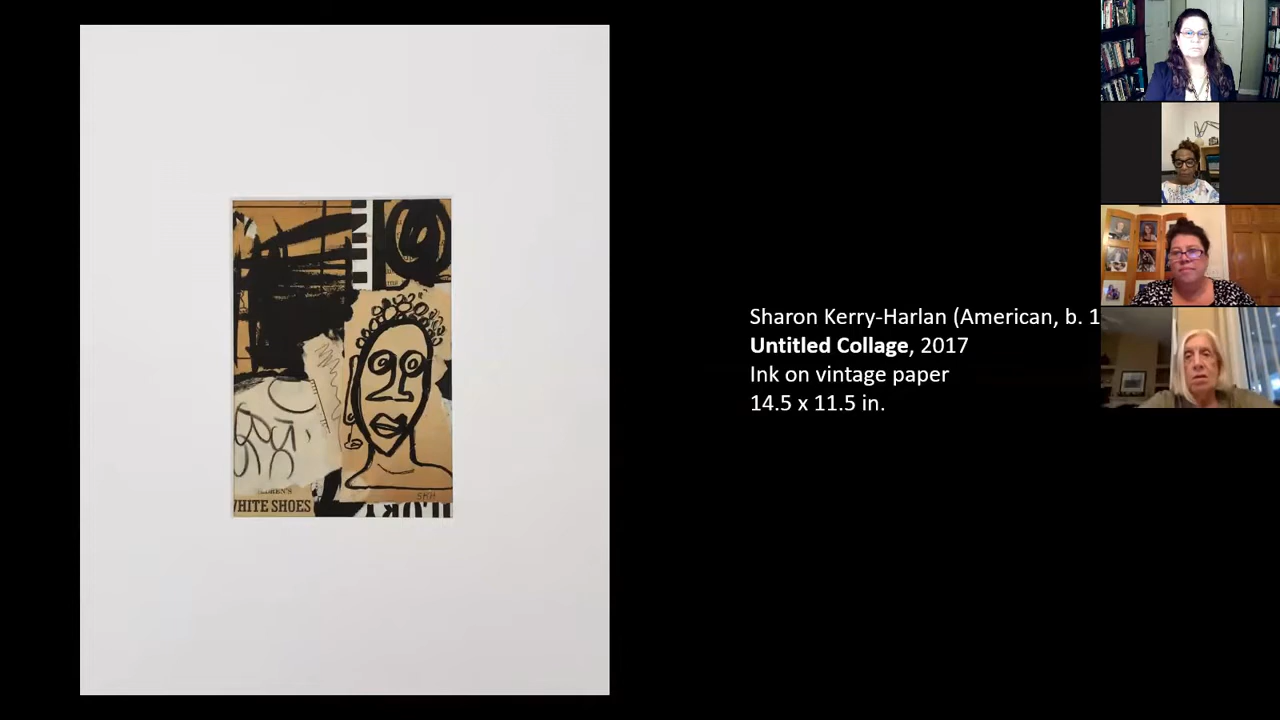 WHITE SHOES
SKH
Sharon Kerry-Harlan (American, b. 1
Untitled Collage, 2017
Ink on vintage paper
14.5 x 11.5 in.